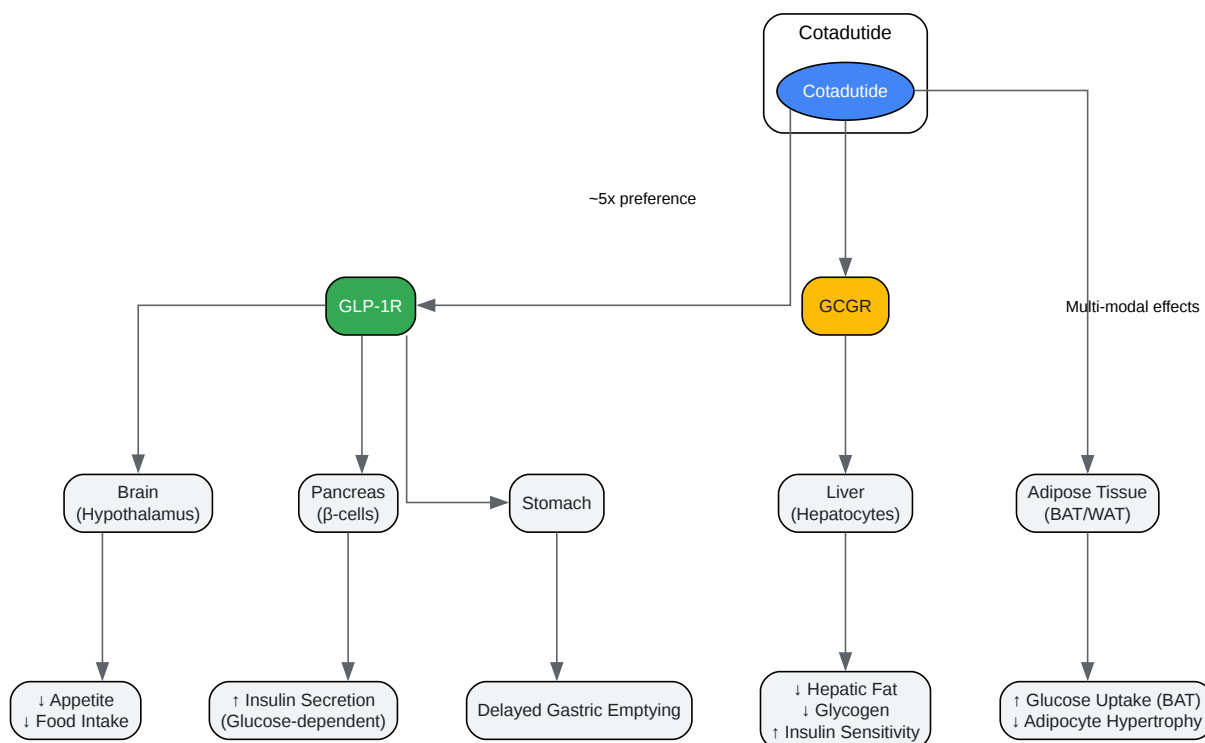 Cotadutide
Cotadutide
~5x preference
GLP-1R
GCGR
Multi-modal effects
Brain
(Hypothalamus)
Pancreas
(β-cells)
Stomach
Liver
(Hepatocytes)
Adipose Tissue
(BAT/WAT)
↓ Appetite
↓ Food Intake
↑ Insulin Secretion
(Glucose-dependent)
Delayed Gastric Emptying
↓ Hepatic Fat
↓ Glycogen
↑ Insulin Sensitivity
↑ Glucose Uptake (BAT)
↓ Adipocyte Hypertrophy